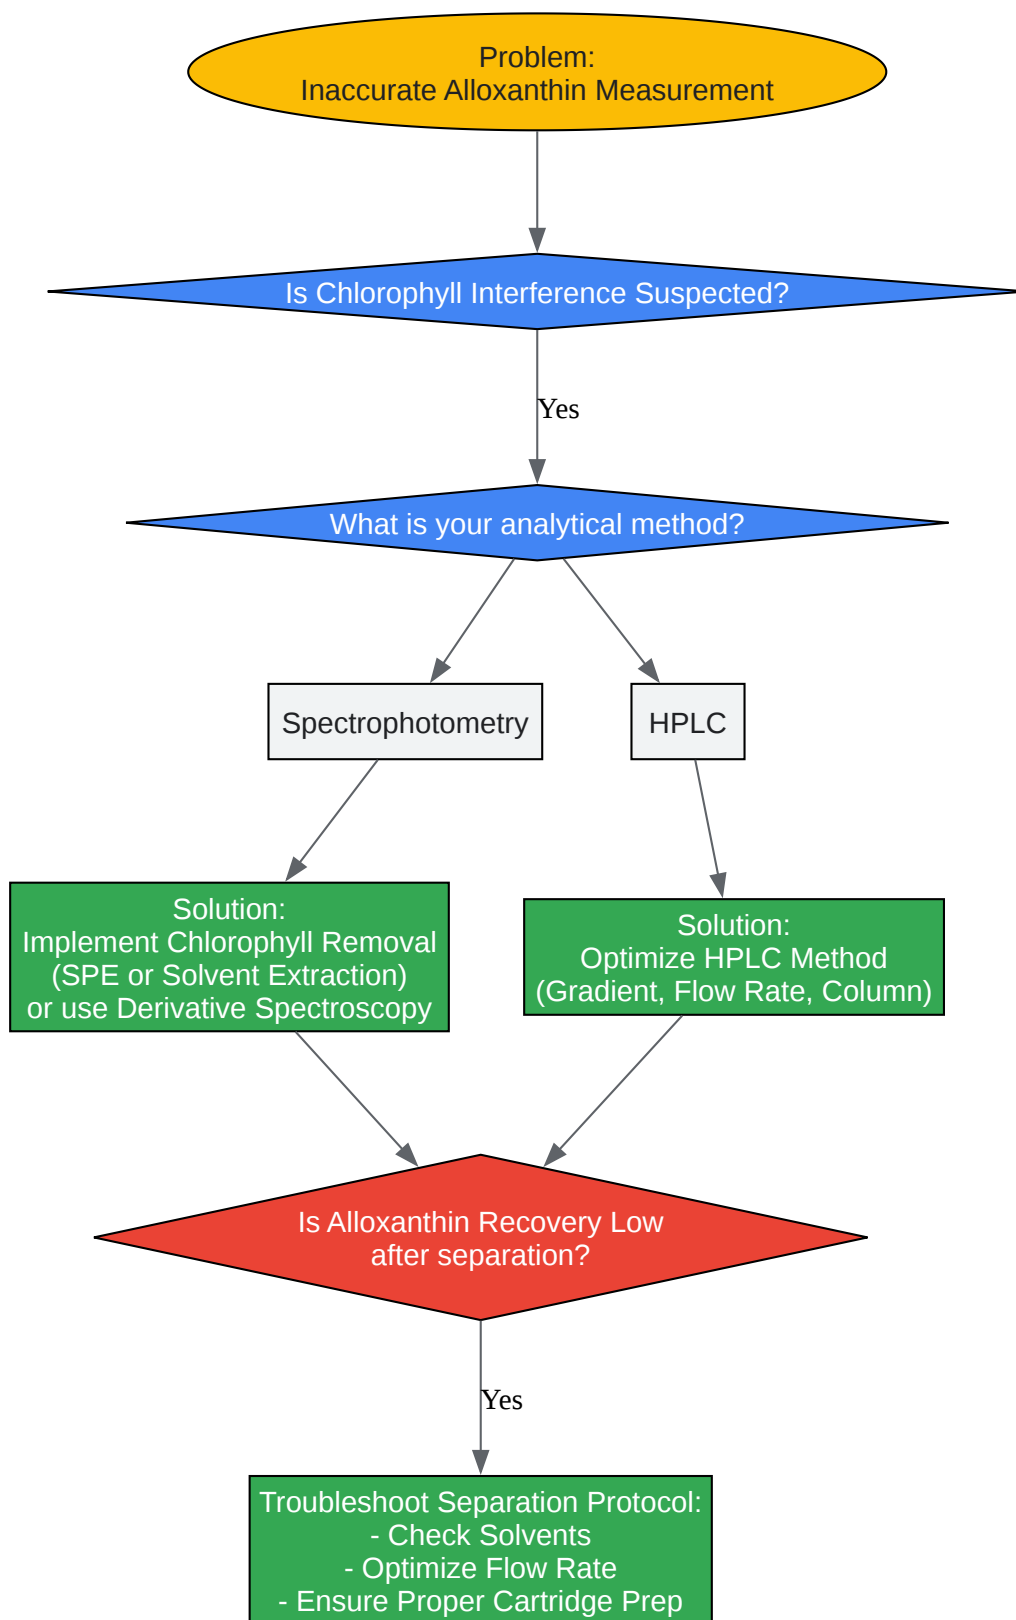 Problem:
Inaccurate Alloxanthin Measurement
Is Chlorophyll Interference Suspected?
Yes
What is your analytical method?
Spectrophotometry
HPLC
Solution:
Implement Chlorophyll Removal
(SPE or Solvent Extraction)
or use Derivative Spectroscopy
Solution:
Optimize HPLC Method
(Gradient, Flow Rate, Column)
Is Alloxanthin Recovery Low
after separation?
Yes
Troubleshoot Separation Protocol:
- Check Solvents
- Optimize Flow Rate
- Ensure Proper Cartridge Prep